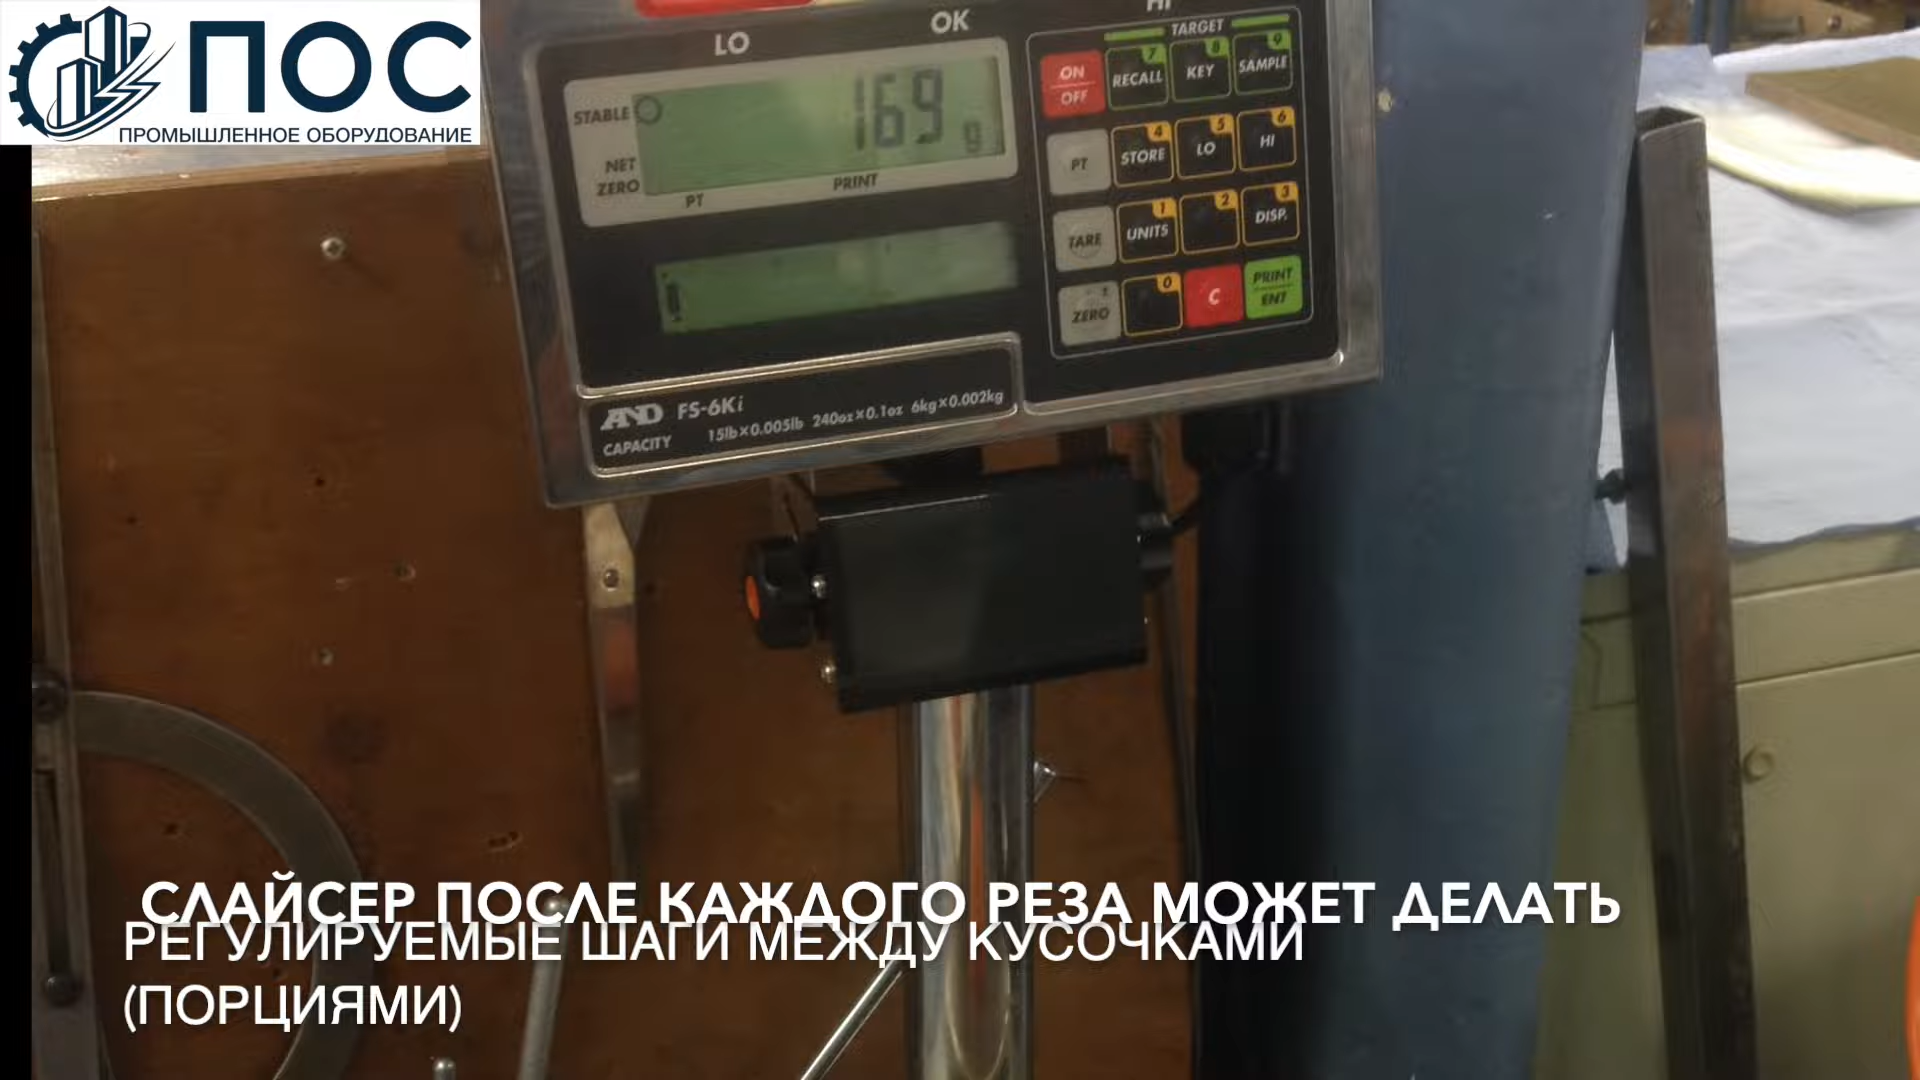 ПОС
ПРОМЫШЛЕННОЕ ОБОРУДОВАНИЕ
LO OK HI
STABLE
169 g
NET
ZERO
PT PRINT
TARGET
ON OFF
7 RECALL
8 KEY
9 SAMPLE
PT
4 STORE
5 LO
6 HI
TARE
1 UNITS
2
3 DISP.
ZERO
0
C
PRINT ENT
AND FS-6Ki
CAPACITY 15lb×0.005lb 240oz×0.1oz 6kg×0.002kg
СЛАЙСЕР ПОСЛЕ КАЖДОГО РЕЗА МОЖЕТ ДЕЛАТЬ
РЕГУЛИРУЕМЫЕ ШАГИ МЕЖДУ КУСОЧКАМИ
(ПОРЦИЯМИ)